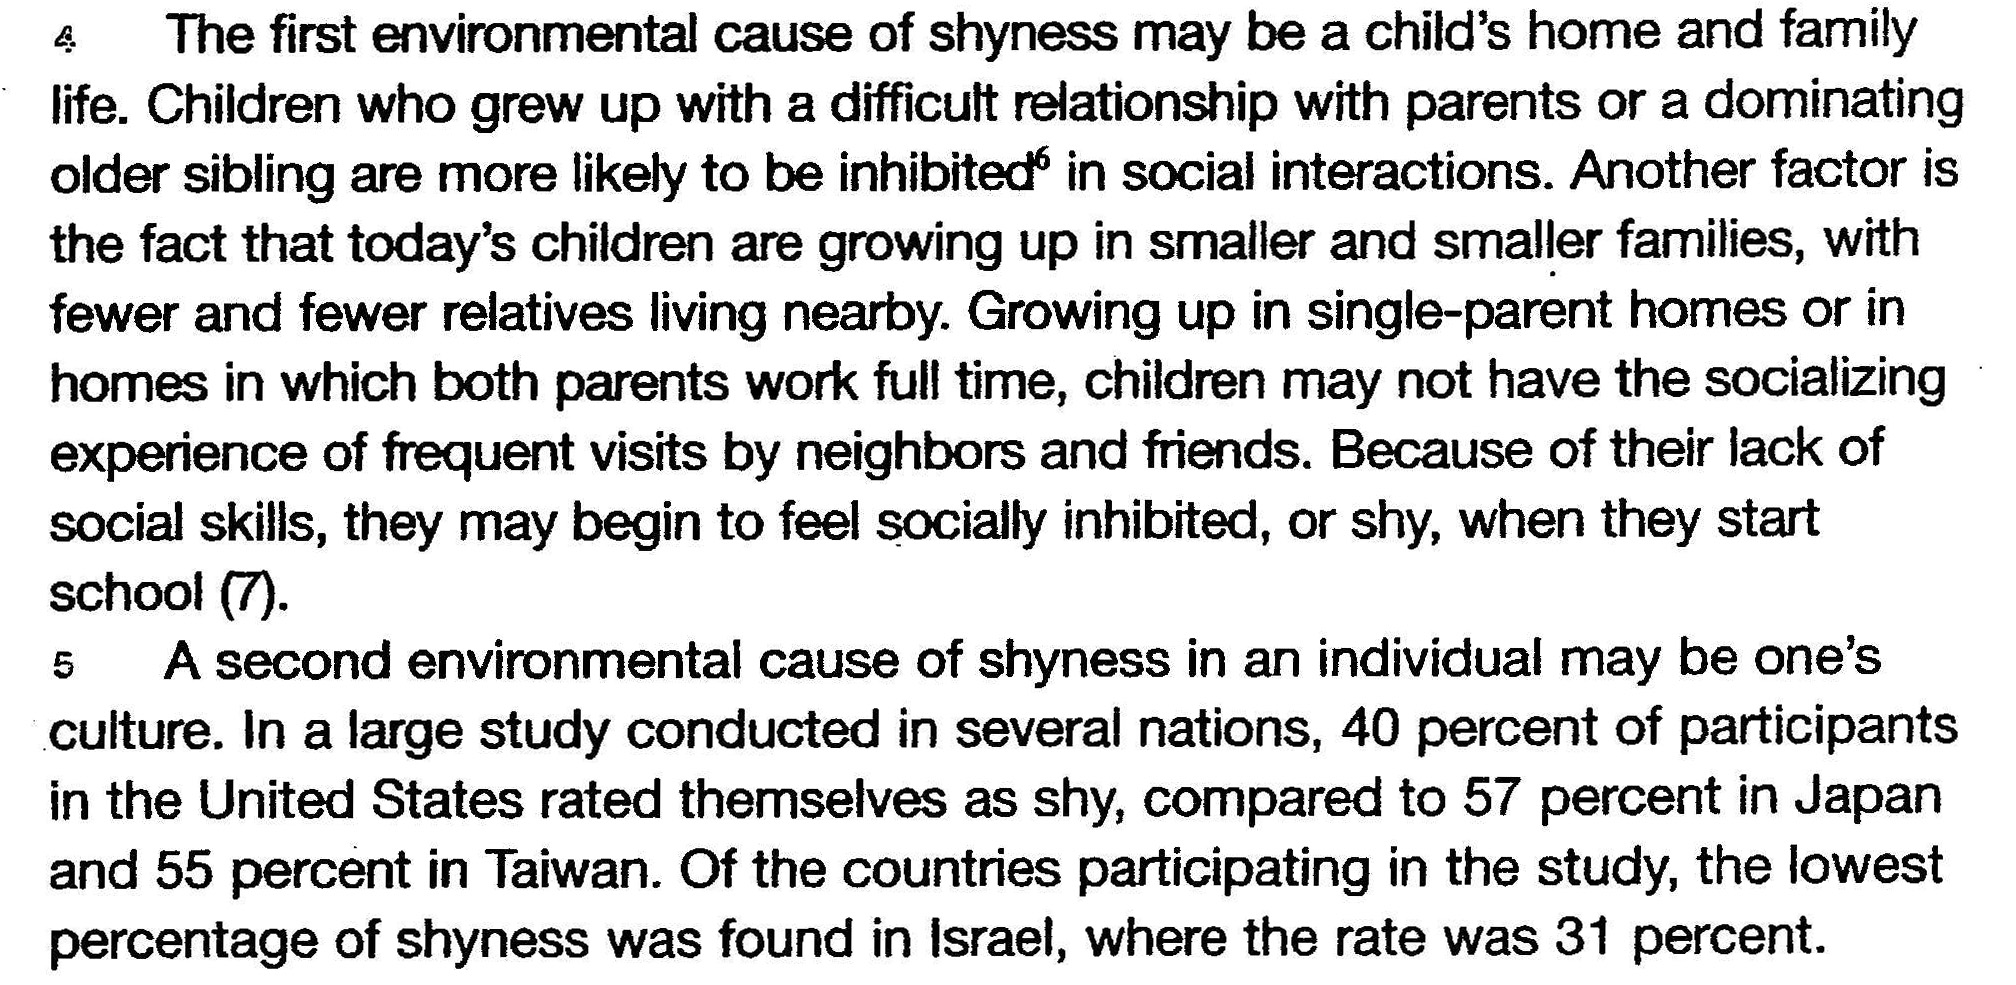 4 The first environmental cause of shyness may be a child's home and family
life. Children who grew up with a difficult relationship with parents or a dominating
older sibling are more likely to be inhibited⁶ in social interactions. Another factor is
the fact that today's children are growing up in smaller and smaller families, with
fewer and fewer relatives living nearby. Growing up in single-parent homes or in
homes in which both parents work full time, children may not have the socializing
experience of frequent visits by neighbors and friends. Because of their lack of
social skills, they may begin to feel socially inhibited, or shy, when they start
school (7).
5 A second environmental cause of shyness in an individual may be one's
culture. In a large study conducted in several nations, 40 percent of participants
in the United States rated themselves as shy, compared to 57 percent in Japan
and 55 percent in Taiwan. Of the countries participating in the study, the lowest
percentage of shyness was found in Israel, where the rate was 31 percent.